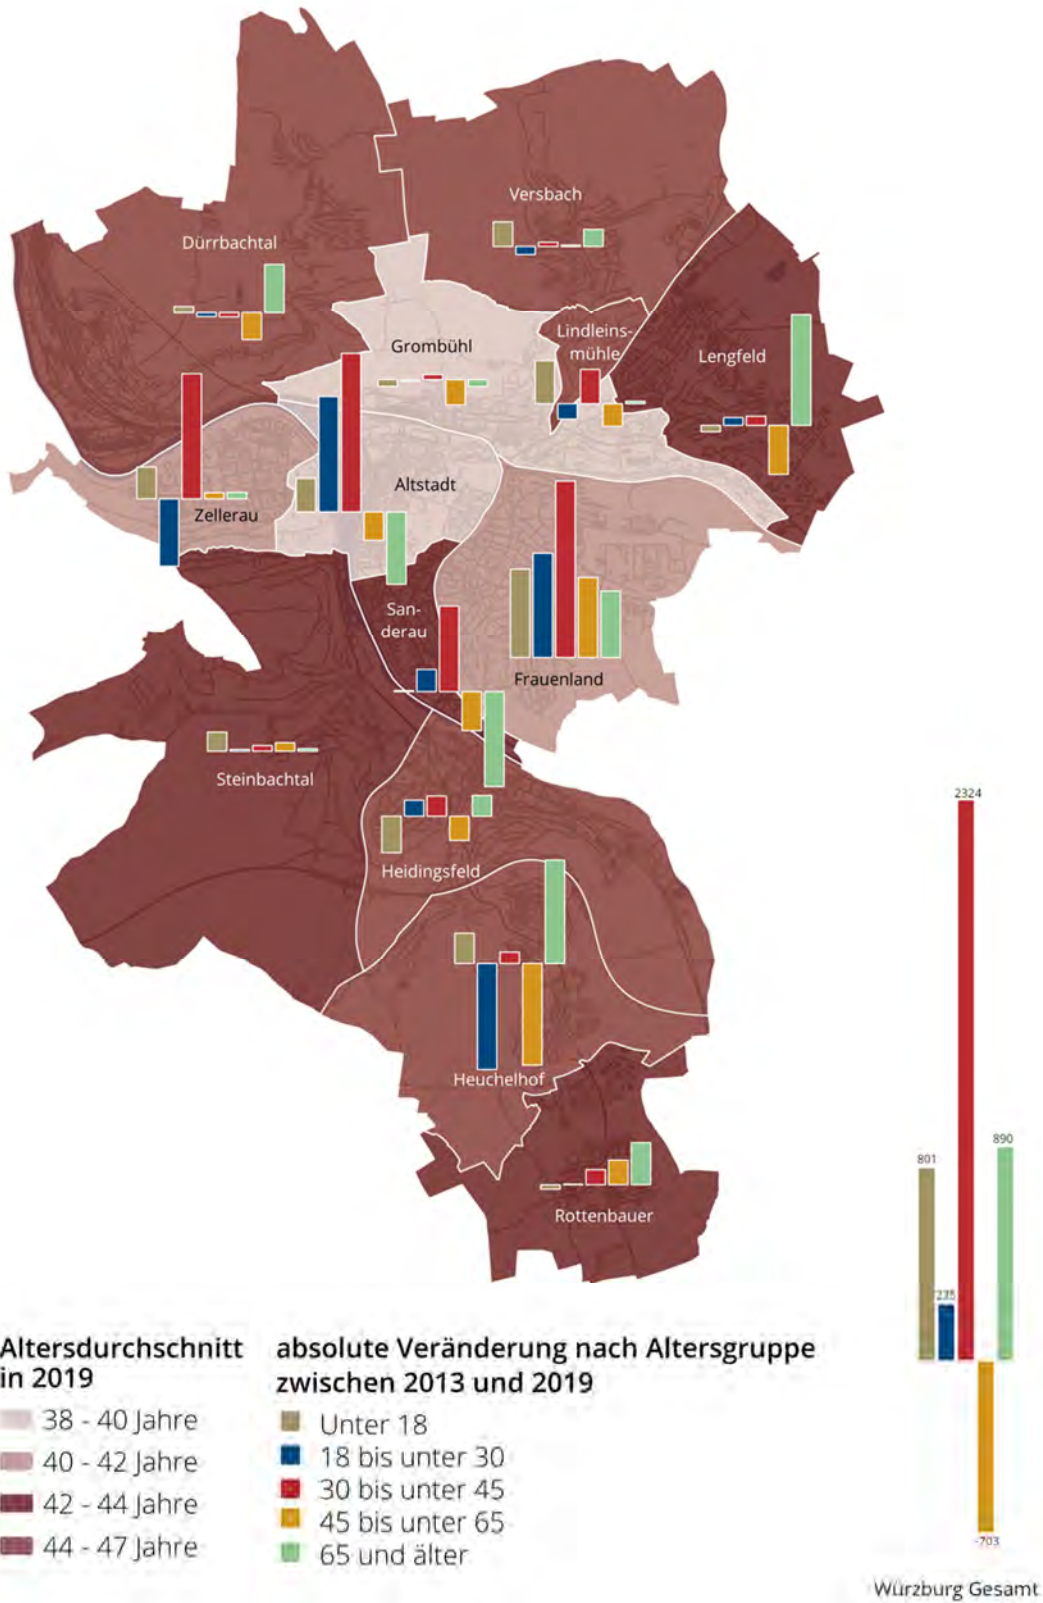 Versbach
Dürrbachtal
Lindleins-
mühle
Grombühl
Lengfeld
Altstadt
Zellerau
San-
derau
Frauenland
Steinbachtal
Heidingsfeld
Heuchelhof
Rottenbauer
2324
890
801
235
-703
Würzburg Gesamt
Altersdurchschnitt
in 2019
38 - 40 Jahre
40 - 42 Jahre
42 - 44 Jahre
44 - 47 Jahre
absolute Veränderung nach Altersgruppe
zwischen 2013 und 2019
Unter 18
18 bis unter 30
30 bis unter 45
45 bis unter 65
65 und älter